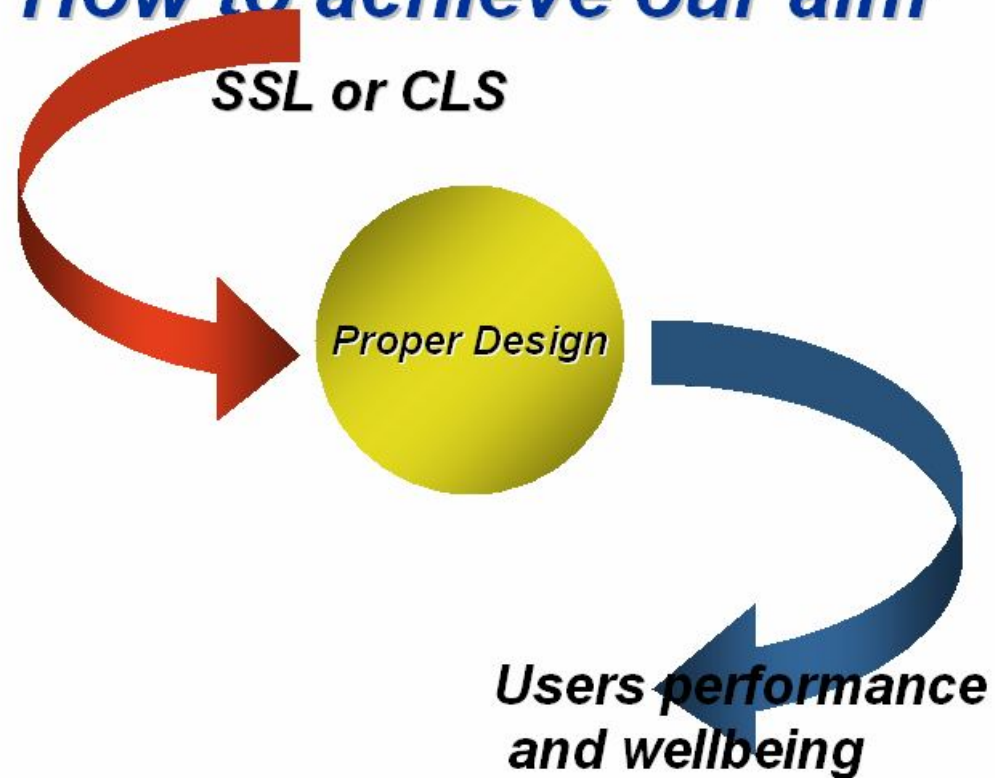 How to achieve our aim
SSL or CLS
Proper Design
Users performance
and wellbeing